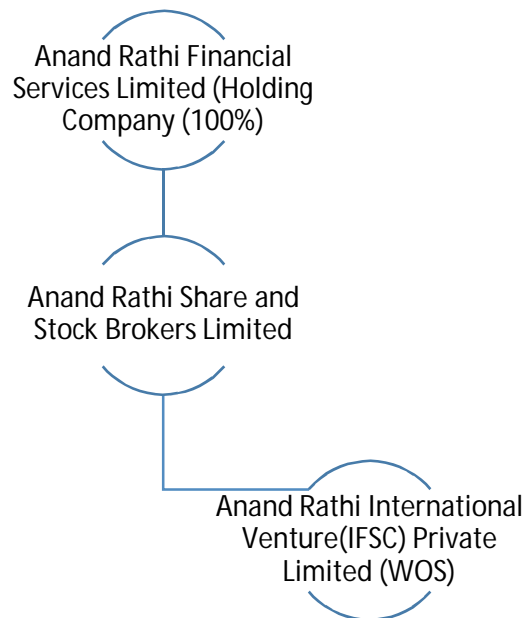 Anand Rathi Financial
Services Limited (Holding
Company (100%)
Anand Rathi Share and
Stock Brokers Limited
Anand Rathi International
Venture(IFSC) Private
Limited (WOS)